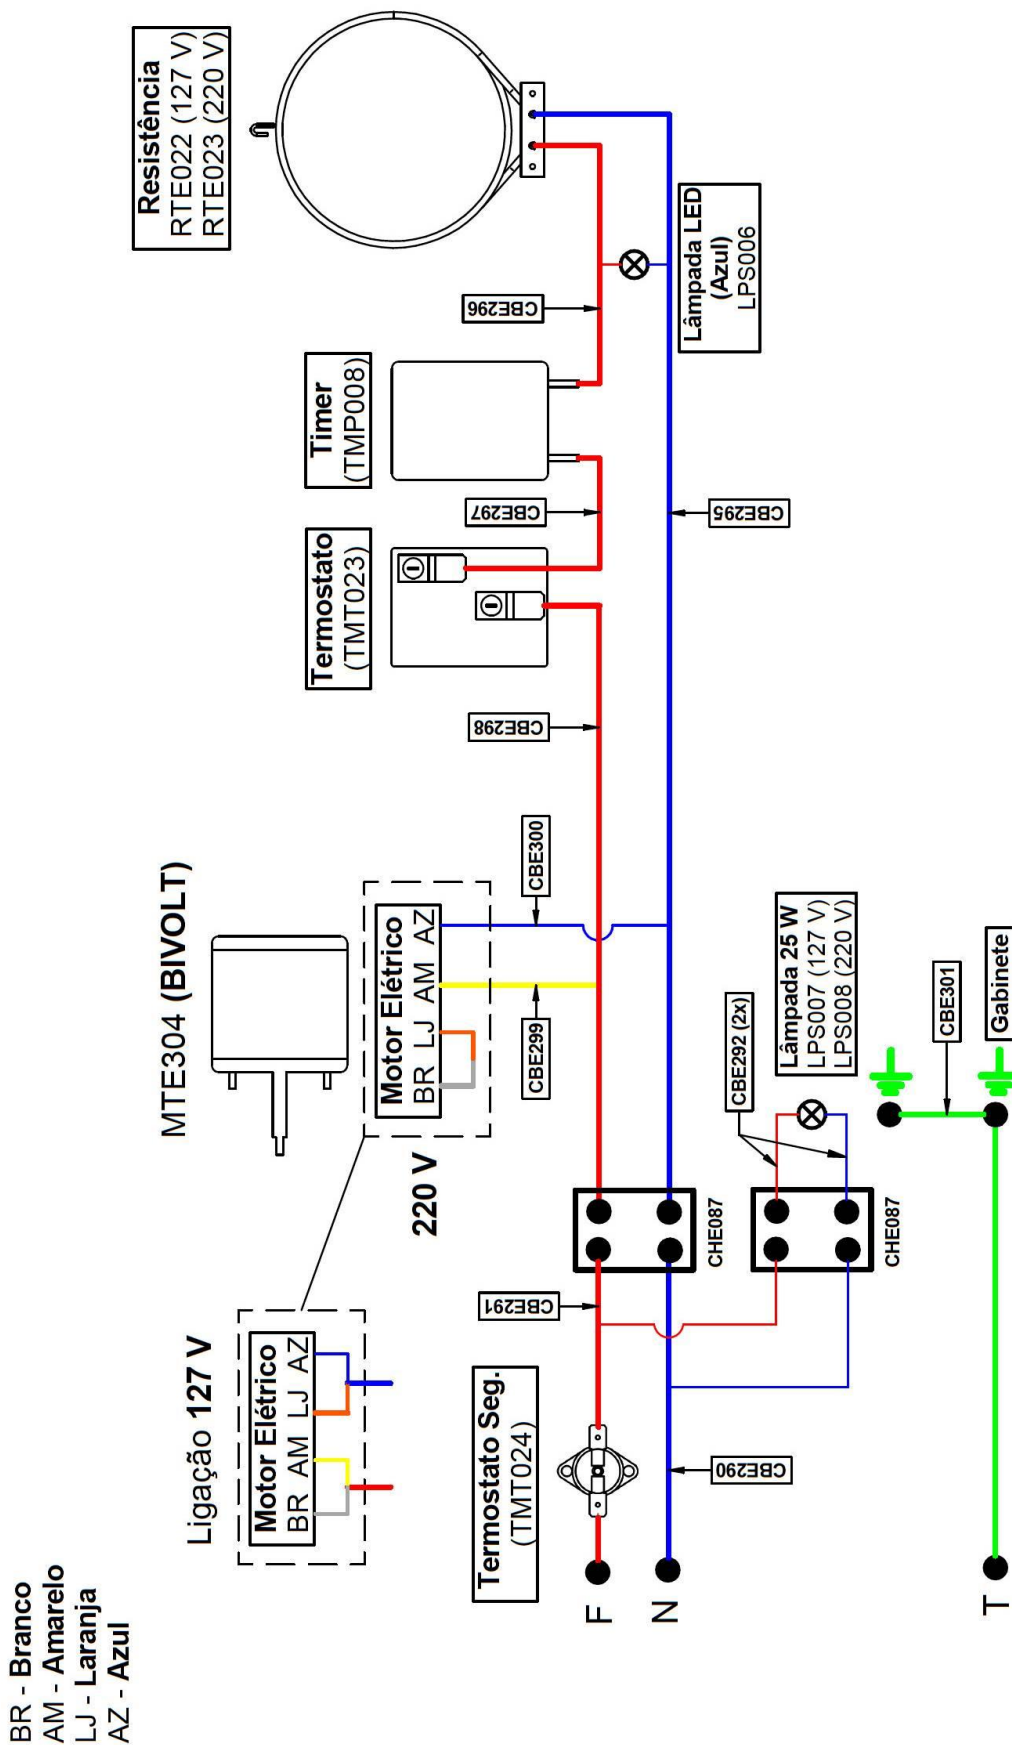 BR - Branco
AM - Amarelo
LJ - Laranja
AZ - Azul
Ligação 127 V
Motor Elétrico
BR AM LJ AZ
MTE304 (BIVOLT)
Motor Elétrico
BR LJ AM AZ
220 V
Resistência
RTE022 (127 V)
RTE023 (220 V)
Timer
(TMP008)
Termostato
(TMT023)
Termostato Seg.
(TMT024)
CBE296
CBE297
CBE298
CBE300
CBE299
CBE291
Lâmpada LED
(Azul)
LPS006
CBE295
CBE290
F
N
CHE087
CBE292 (2x)
Lâmpada 25 W
LPS007 (127 V)
LPS008 (220 V)
CHE087
CBE301
Gabinete
T